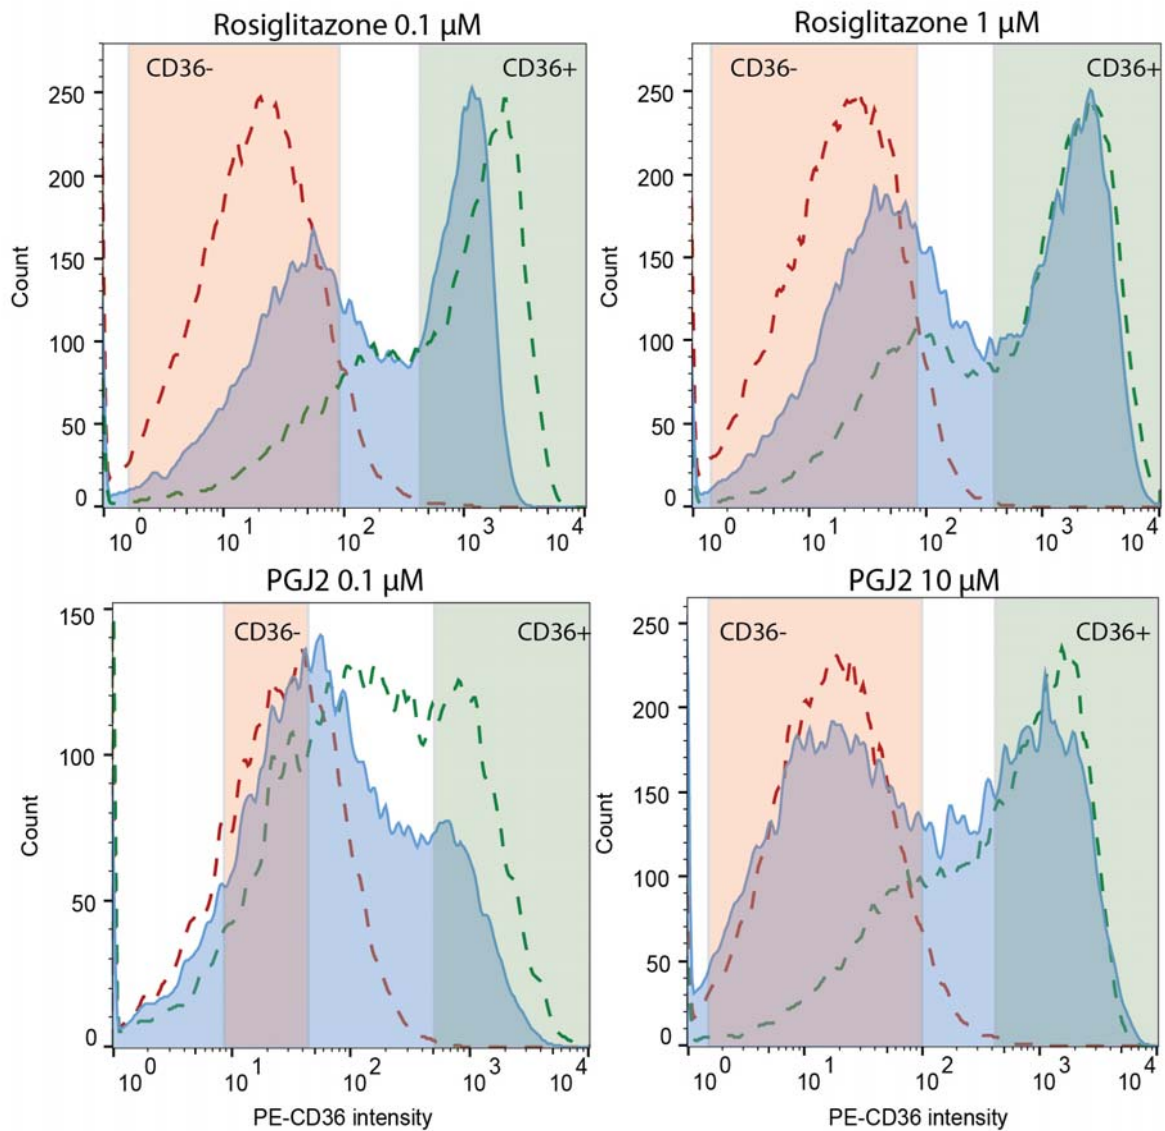 Rosiglitazone 0.1 µM
Rosiglitazone 1 µM
CD36-
CD36+
250
200
150
100
50
0
Count
10^0
10^1
10^2
10^3
10^4
CD36-
CD36+
250
200
150
100
50
0
Count
10^0
10^1
10^2
10^3
10^4
PGJ2 0.1 µM
PGJ2 10 µM
CD36-
CD36+
150
100
50
0
Count
10^0
10^1
10^2
10^3
10^4
PE-CD36 intensity
CD36-
CD36+
250
200
150
100
50
0
Count
10^0
10^1
10^2
10^3
10^4
PE-CD36 intensity